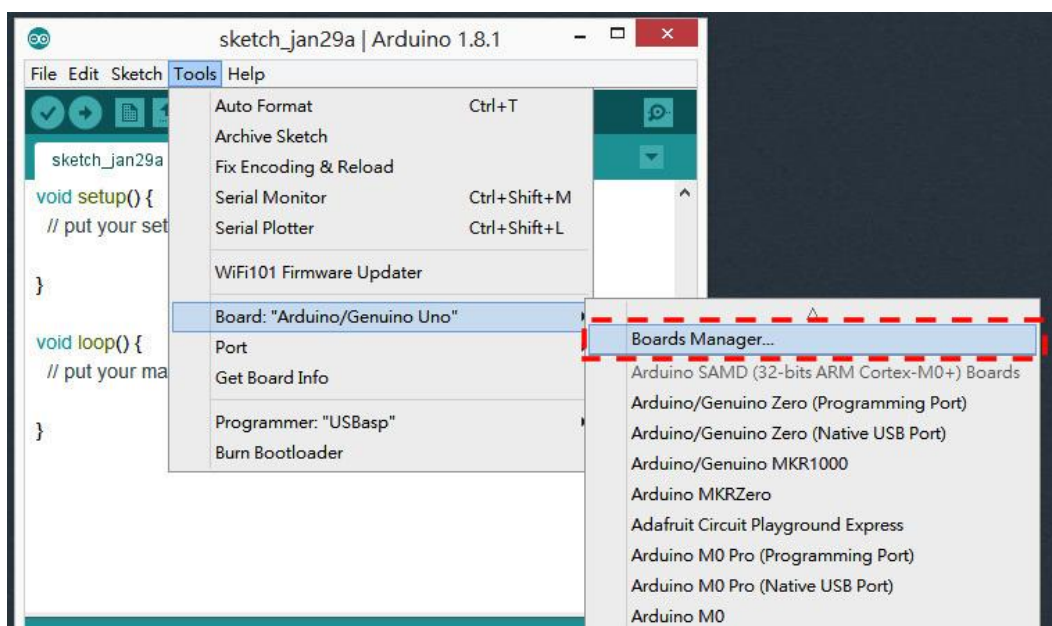 sketch_jan29a | Arduino 1.8.1
File Edit Sketch Tools Help
Auto Format Ctrl+T
Archive Sketch
sketch_jan29a
Fix Encoding & Reload
void setup() {
Serial Monitor Ctrl+Shift+M
// put your set
Serial Plotter Ctrl+Shift+L
WiFi101 Firmware Updater
}
Board: "Arduino/Genuino Uno"
void loop() {
Port
Boards Manager...
// put your ma
Get Board Info
Arduino SAMD (32-bits ARM Cortex-M0+) Boards
Arduino/Genuino Zero (Programming Port)
}
Programmer: "USBasp"
Arduino/Genuino Zero (Native USB Port)
Burn Bootloader
Arduino/Genuino MKR1000
Arduino MKRZero
Adafruit Circuit Playground Express
Arduino M0 Pro (Programming Port)
Arduino M0 Pro (Native USB Port)
Arduino M0